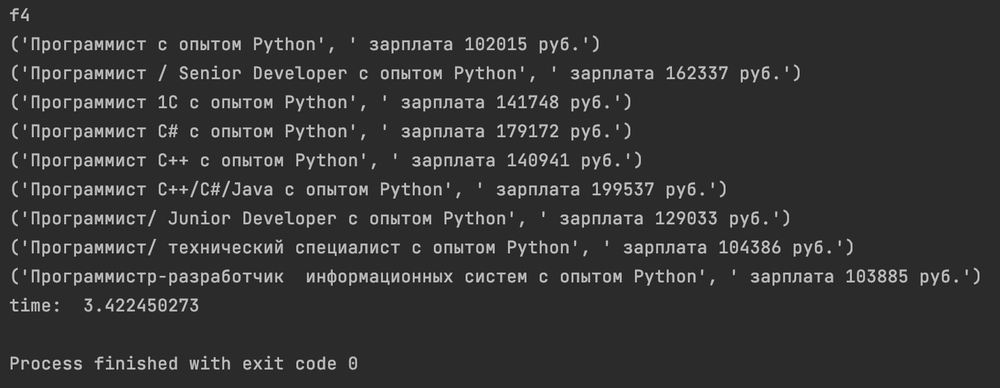 f4
('Программист с опытом Python', ' зарплата 102015 руб.')
('Программист / Senior Developer с опытом Python', ' зарплата 162337 руб.')
('Программист 1С с опытом Python', ' зарплата 141748 руб.')
('Программист C# с опытом Python', ' зарплата 179172 руб.')
('Программист C++ с опытом Python', ' зарплата 140941 руб.')
('Программист C++/C#/Java с опытом Python', ' зарплата 199537 руб.')
('Программист/ Junior Developer с опытом Python', ' зарплата 129033 руб.')
('Программист/ технический специалист с опытом Python', ' зарплата 104386 руб.')
('Программистр-разработчик  информационных систем с опытом Python', ' зарплата 103885 руб.')
time:  3.422450273
Process finished with exit code 0